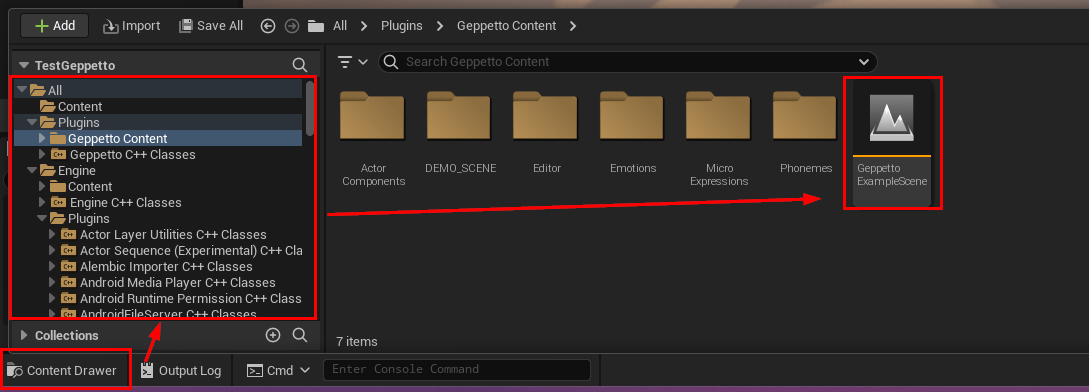 Add
Import
Save All
All
Plugins
Geppetto Content
TestGeppetto
All
Content
Plugins
Geppetto Content
Geppetto C++ Classes
Engine
Content
Engine C++ Classes
Plugins
Actor Layer Utilities C++ Classes
Actor Sequence (Experimental) C++ Cla
Alembic Importer C++ Classes
Android Media Player C++ Classes
Android Runtime Permission C++ Class
AndroidFileServer C++ Classes
Collections
Search Geppetto Content
Actor
Components
DEMO_SCENE
Editor
Emotions
Micro
Expressions
Phonemes
Geppetto
ExampleScene
7 items
Content Drawer
Output Log
Cmd
Enter Console Command